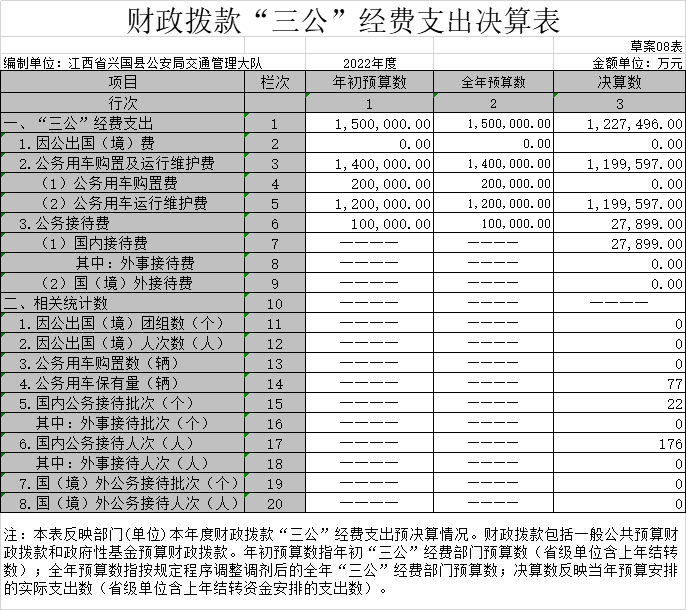 财政拨款“三公”经费支出决算表
草案08表
编制单位：江西省兴国县公安局交通管理大队 2022年度 金额单位：万元
项目 栏次 年初预算数 全年预算数 决算数
行次 1 2 3
一、“三公”经费支出 1 1,500,000.00 1,500,000.00 1,227,496.00
1.因公出国（境）费 2 0.00 0.00 0.00
2.公务用车购置及运行维护费 3 1,400,000.00 1,400,000.00 1,199,597.00
（1）公务用车购置费 4 200,000.00 200,000.00 0.00
（2）公务用车运行维护费 5 1,200,000.00 1,200,000.00 1,199,597.00
3.公务接待费 6 100,000.00 100,000.00 27,899.00
（1）国内接待费 7 ———— ———— 27,899.00
其中：外事接待费 8 ———— ———— 0.00
（2）国（境）外接待费 9 ———— ———— 0.00
二、相关统计数 10 ———— ———— ————
1.因公出国（境）团组数（个） 11 ———— ———— 0
2.因公出国（境）人次数（人） 12 ———— ———— 0
3.公务用车购置数（辆） 13 ———— ———— 0
4.公务用车保有量（辆） 14 ———— ———— 77
5.国内公务接待批次（个） 15 ———— ———— 22
其中：外事接待批次（个） 16 ———— ———— 0
6.国内公务接待人次（人） 17 ———— ———— 176
其中：外事接待人次（人） 18 ———— ———— 0
7.国（境）外公务接待批次（个） 19 ———— ———— 0
8.国（境）外公务接待人次（人） 20 ———— ———— 0
注：本表反映部门(单位)本年度财政拨款“三公”经费支出预决算情况。财政拨款包括一般公共预算财
政拨款和政府性基金预算财政拨款。年初预算数指年初“三公”经费部门预算数（省级单位含上年结转
数）；全年预算数指按规定程序调整调剂后的全年“三公”经费部门预算数；决算数反映当年预算安排
的实际支出数（省级单位含上年结转资金安排的支出数）。